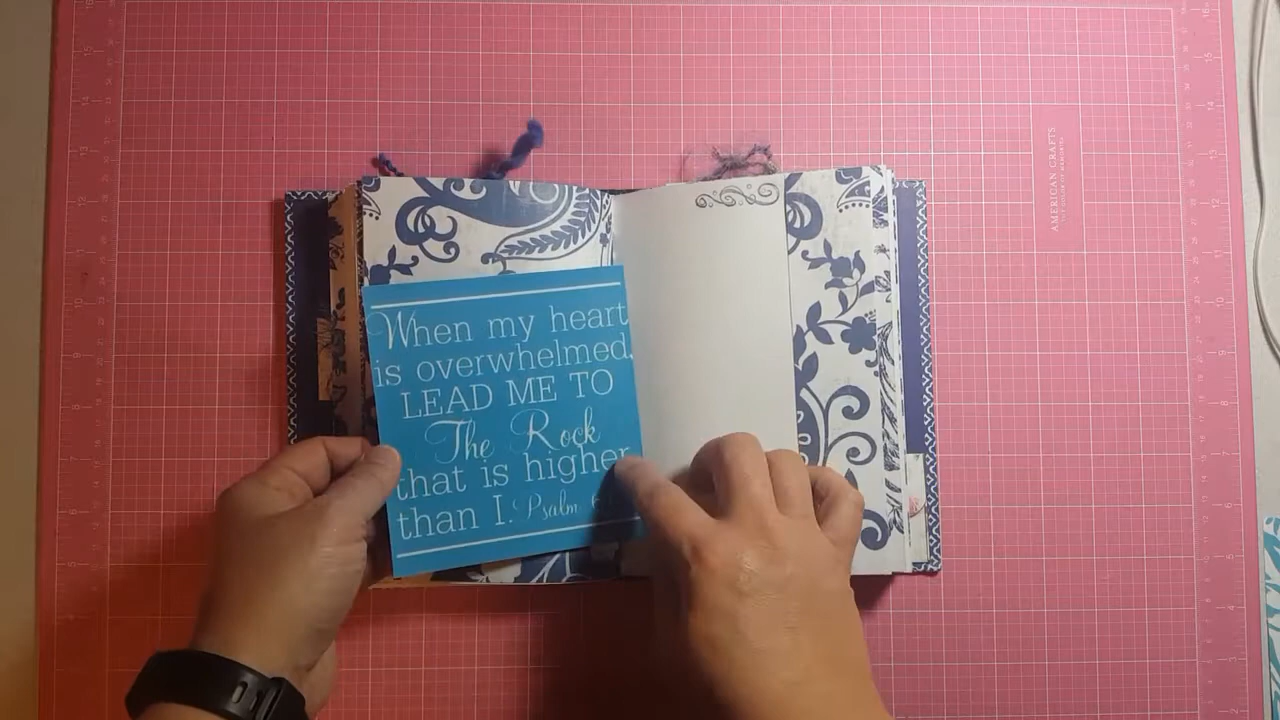 When my heart
is overwhelmed,
LEAD ME TO
The Rock
that is higher
than I. Psalm
AMERICAN CRAFTS